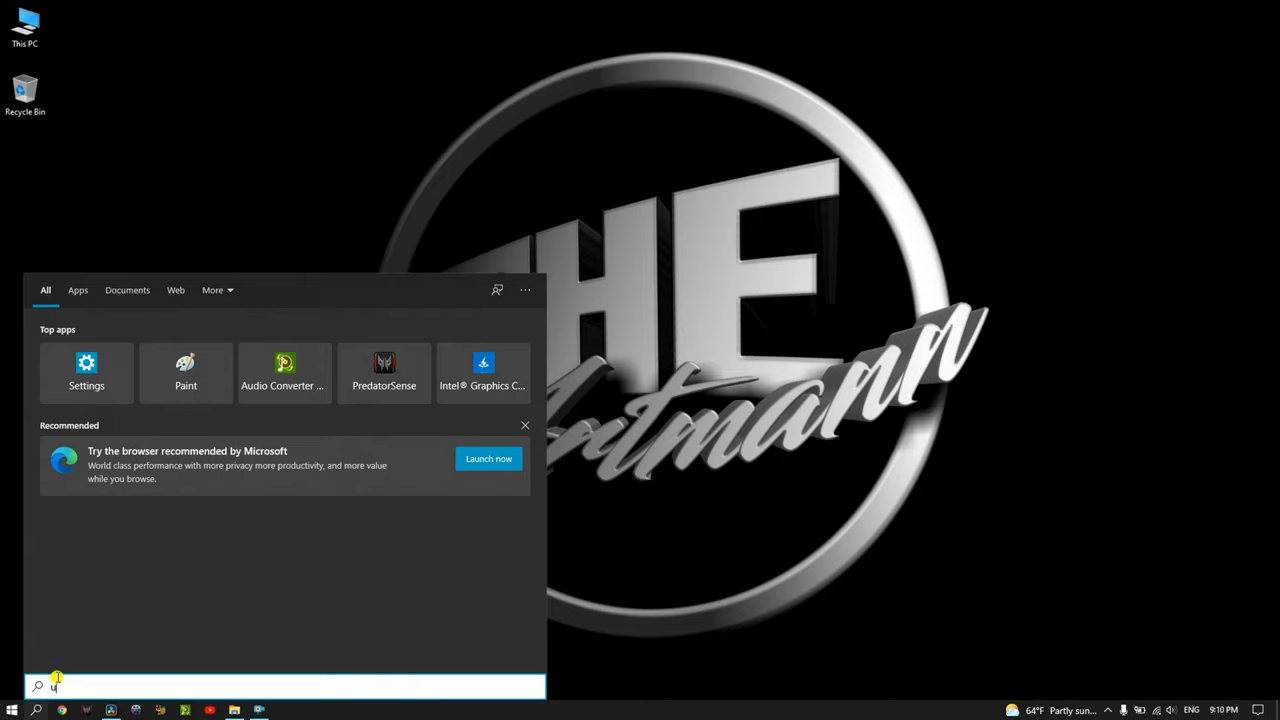 This PC
Recycle Bin
THE
Artmann
All Apps Documents Web More
Top apps
Settings Paint Audio Converter ... PredatorSense Intel® Graphics C...
Recommended
Try the browser recommended by Microsoft
World class performance with more privacy more productivity, and more value
while you browse.
Launch now
u
64°F Partly sun... ENG 9:10 PM